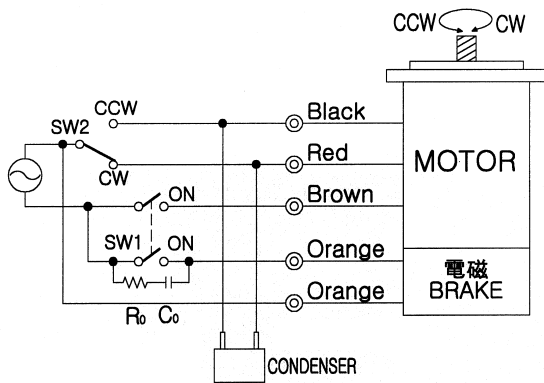 CCW CW
CCW
Black
SW2
CW
Red
MOTOR
ON
Brown
SW1 ON
Orange
電磁
BRAKE
Orange
R₀ C₀
CONDENSER